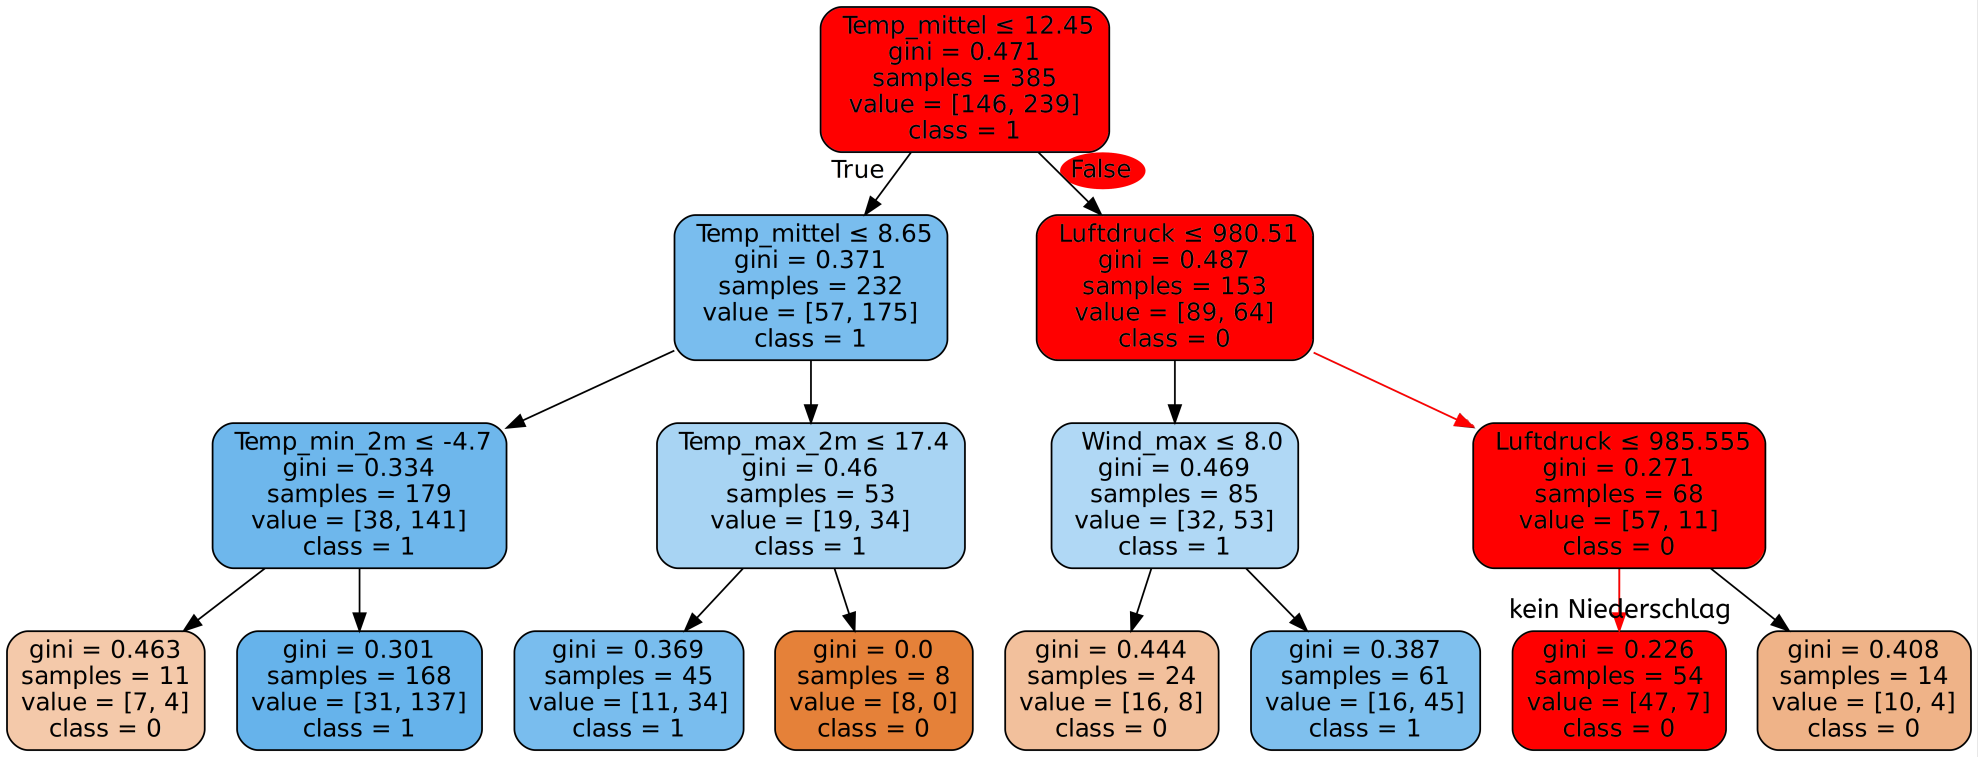 Temp_mittel ≤ 12.45
gini = 0.471
samples = 385
value = [146, 239]
class = 1
True
False
Temp_mittel ≤ 8.65
gini = 0.371
samples = 232
value = [57, 175]
class = 1
Luftdruck ≤ 980.51
gini = 0.487
samples = 153
value = [89, 64]
class = 0
Temp_min_2m ≤ -4.7
gini = 0.334
samples = 179
value = [38, 141]
class = 1
Temp_max_2m ≤ 17.4
gini = 0.46
samples = 53
value = [19, 34]
class = 1
Wind_max ≤ 8.0
gini = 0.469
samples = 85
value = [32, 53]
class = 1
Luftdruck ≤ 985.555
gini = 0.271
samples = 68
value = [57, 11]
class = 0
kein Niederschlag
gini = 0.463
samples = 11
value = [7, 4]
class = 0
gini = 0.301
samples = 168
value = [31, 137]
class = 1
gini = 0.369
samples = 45
value = [11, 34]
class = 1
gini = 0.0
samples = 8
value = [8, 0]
class = 0
gini = 0.444
samples = 24
value = [16, 8]
class = 0
gini = 0.387
samples = 61
value = [16, 45]
class = 1
gini = 0.226
samples = 54
value = [47, 7]
class = 0
gini = 0.408
samples = 14
value = [10, 4]
class = 0